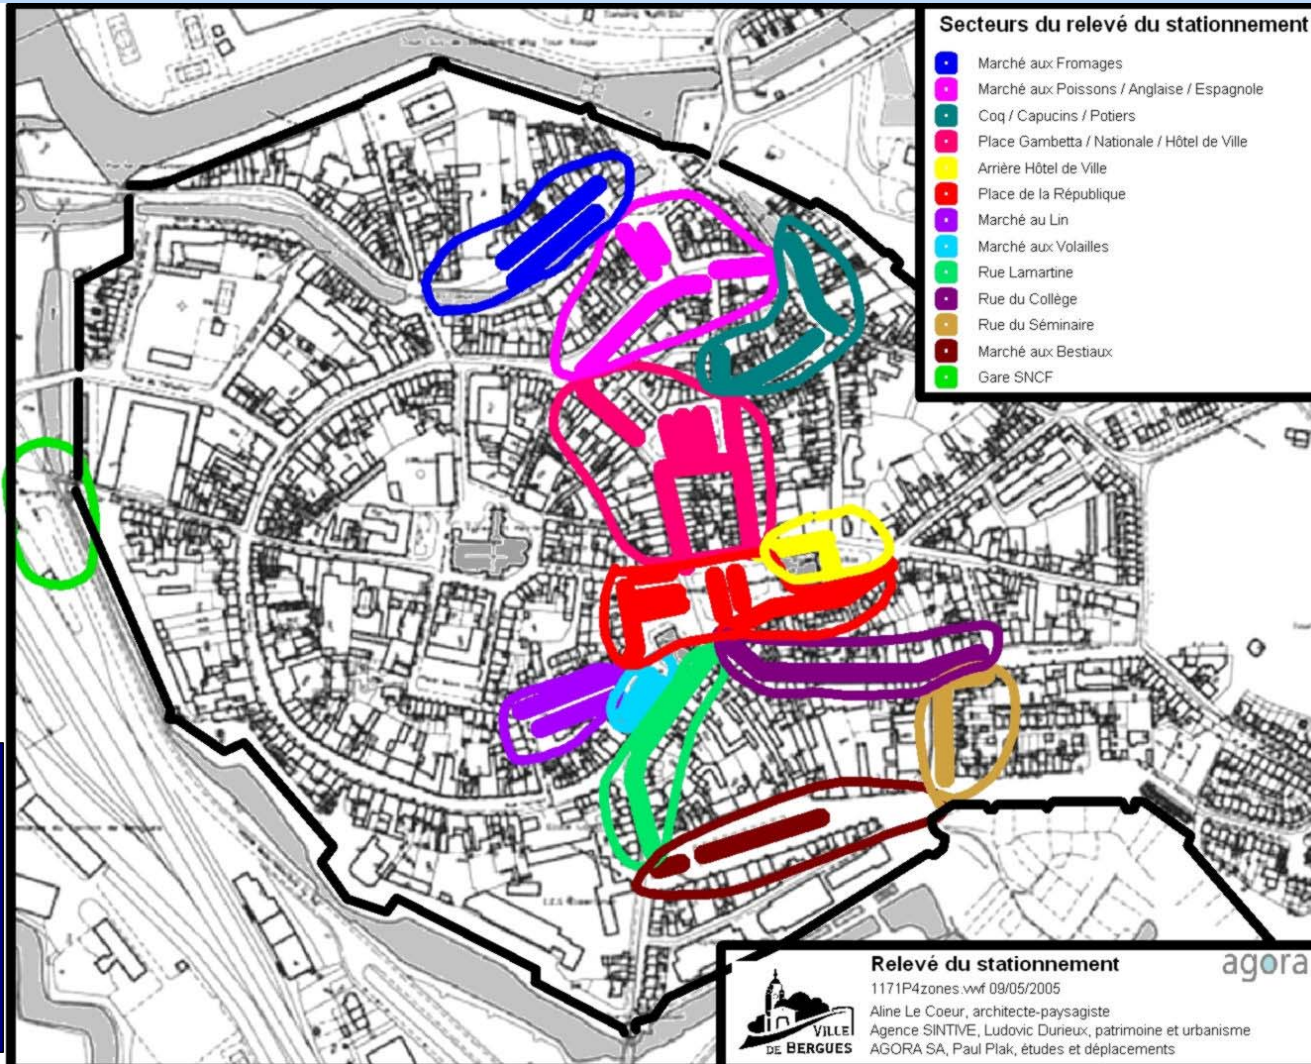 Secteurs du relevé du stationnement
Marché aux Fromages
Marché aux Poissons / Anglaise / Espagnole
Coq / Capucins / Potiers
Place Gambetta / Nationale / Hôtel de Ville
Arrière Hôtel de Ville
Place de la République
Marché au Lin
Marché aux Volailles
Rue Lamartine
Rue du Collège
Rue du Séminaire
Marché aux Bestiaux
Gare SNCF
Relevé du stationnement
agora
1171P4zones.vwf 09/05/2005
Aline Le Coeur, architecte-paysagiste
Agence SINTIVE, Ludovic Durieux, patrimoine et urbanisme
AGORA SA, Paul Plak, études et déplacements
VILLE
DE BERGUES